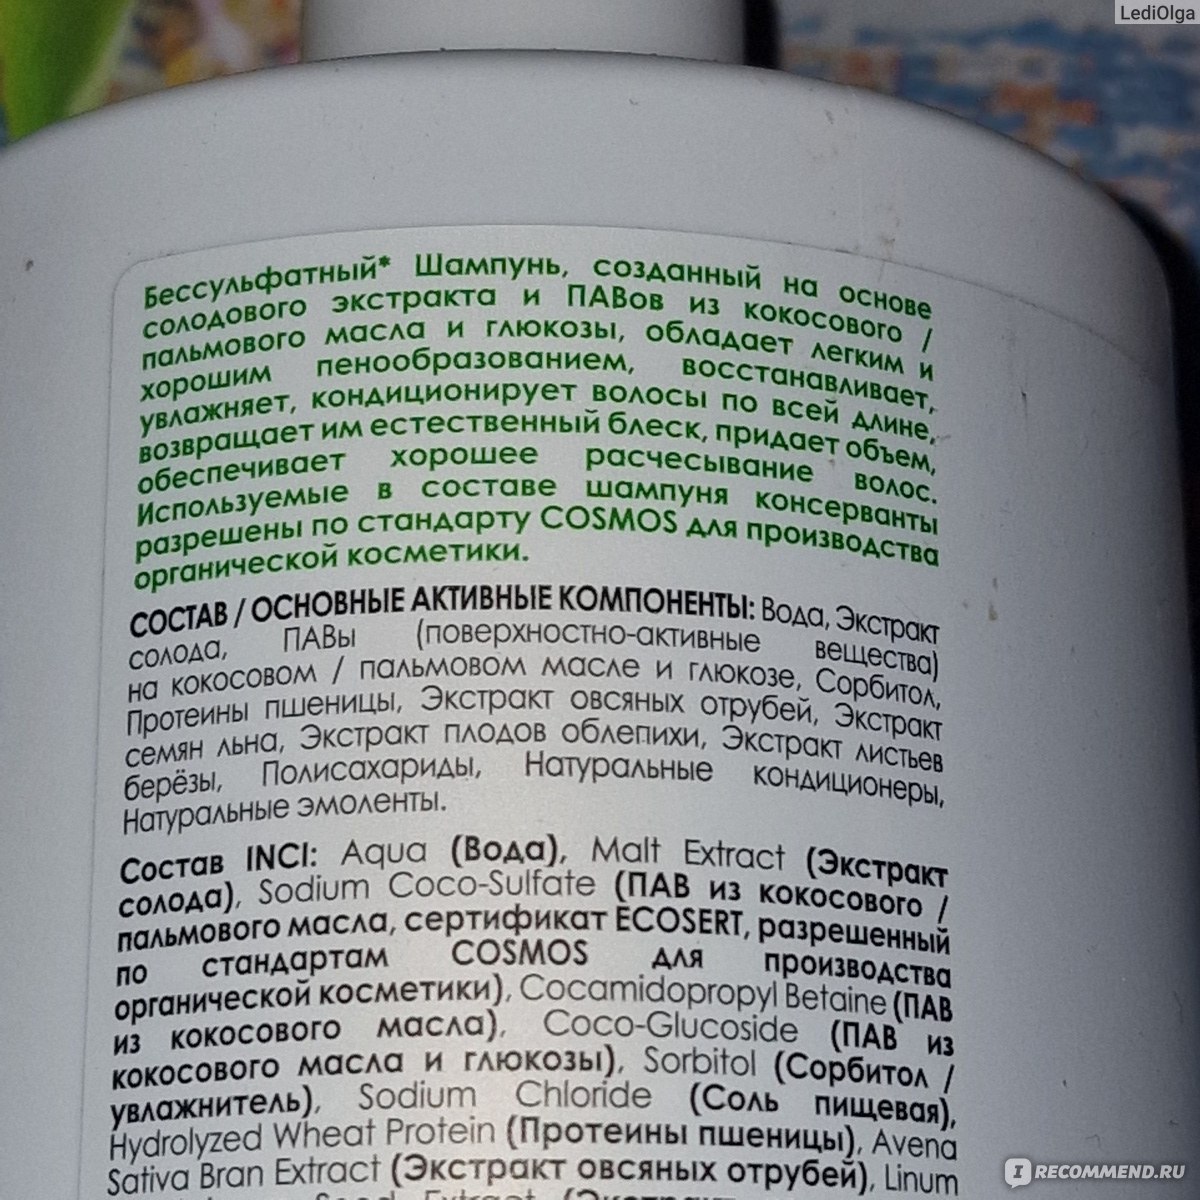 LediOlga
Бессульфатный* Шампунь, созданный на основе
солодового экстракта и ПАВов из кокосового /
пальмового масла и глюкозы, обладает легким и
хорошим пенообразованием, восстанавливает,
увлажняет, кондиционирует волосы по всей длине,
возвращает им естественный блеск, придает объем,
обеспечивает хорошее расчесывание волос.
Используемые в составе шампуня консерванты
разрешены по стандарту COSMOS для производства
органической косметики.
СОСТАВ / ОСНОВНЫЕ АКТИВНЫЕ КОМПОНЕНТЫ: Вода, Экстракт
солода, ПАВы (поверхностно-активные вещества)
на кокосовом / пальмовом масле и глюкозе, Сорбитол,
Протеины пшеницы, Экстракт овсяных отрубей, Экстракт
семян льна, Экстракт плодов облепихи, Экстракт листьев
берёзы, Полисахариды, Натуральные кондиционеры,
Натуральные эмоленты.
Состав INCI: Aqua (Вода), Malt Extract (Экстракт
солода), Sodium Coco-Sulfate (ПАВ из кокосового /
пальмового масла, сертификат ECOSERT, разрешенный
по стандартам COSMOS для производства
органической косметики), Cocamidopropyl Betaine (ПАВ
из кокосового масла), Coco-Glucoside (ПАВ из
кокосового масла и глюкозы), Sorbitol (Сорбитол /
увлажнитель), Sodium Chloride (Соль пищевая),
Hydrolyzed Wheat Protein (Протеины пшеницы), Avena
Sativa Bran Extract (Экстракт овсяных отрубей), Linum
Seed Extract (Экстракт
I RECOMMEND.RU